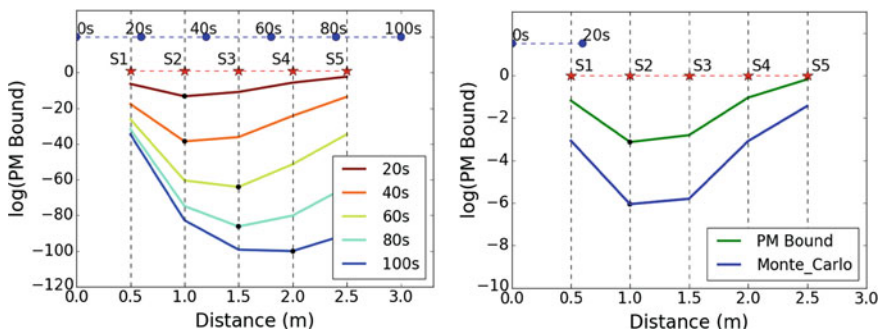 0s 20s 40s 60s 80s 100s
S1 S2 S3 S4 S5
0
−20
−40
−60
−80
−100
−120
log(PM Bound)
20s
40s
60s
80s
100s
0.0 0.5 1.0 1.5 2.0 2.5 3.0
Distance (m)
0s 20s
S1 S2 S3 S4 S5
0
−2
−4
−6
−8
−10
log(PM Bound)
PM Bound
Monte_Carlo
0.0 0.5 1.0 1.5 2.0 2.5 3.0
Distance (m)